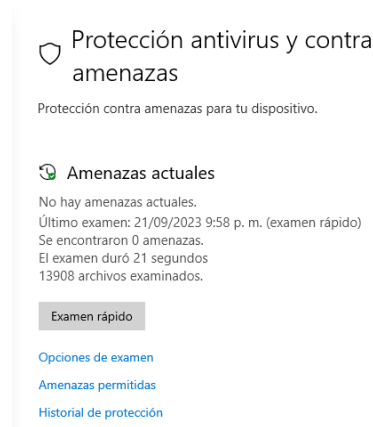 Protección antivirus y contra
amenazas
Protección contra amenazas para tu dispositivo.
Amenazas actuales
No hay amenazas actuales.
Último examen: 21/09/2023 9:58 p. m. (examen rápido)
Se encontraron 0 amenazas.
El examen duró 21 segundos
13908 archivos examinados.
Examen rápido
Opciones de examen
Amenazas permitidas
Historial de protección